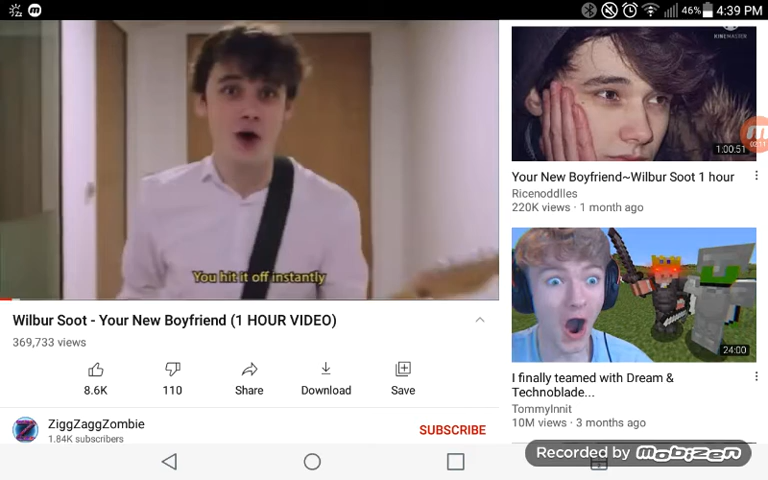 46% 4:39 PM
You hit it off instantly
Wilbur Soot - Your New Boyfriend (1 HOUR VIDEO)
369,733 views
8.6K 110 Share Download Save
ZiggZaggZombie
1.84K subscribers
SUBSCRIBE
KINEMASTER
1:00:51
02:11
Your New Boyfriend~Wilbur Soot 1 hour
Ricenoddlles
220K views · 1 month ago
24:00
I finally teamed with Dream &
Technoblade...
TommyInnit
10M views · 3 months ago
Recorded by mobizen